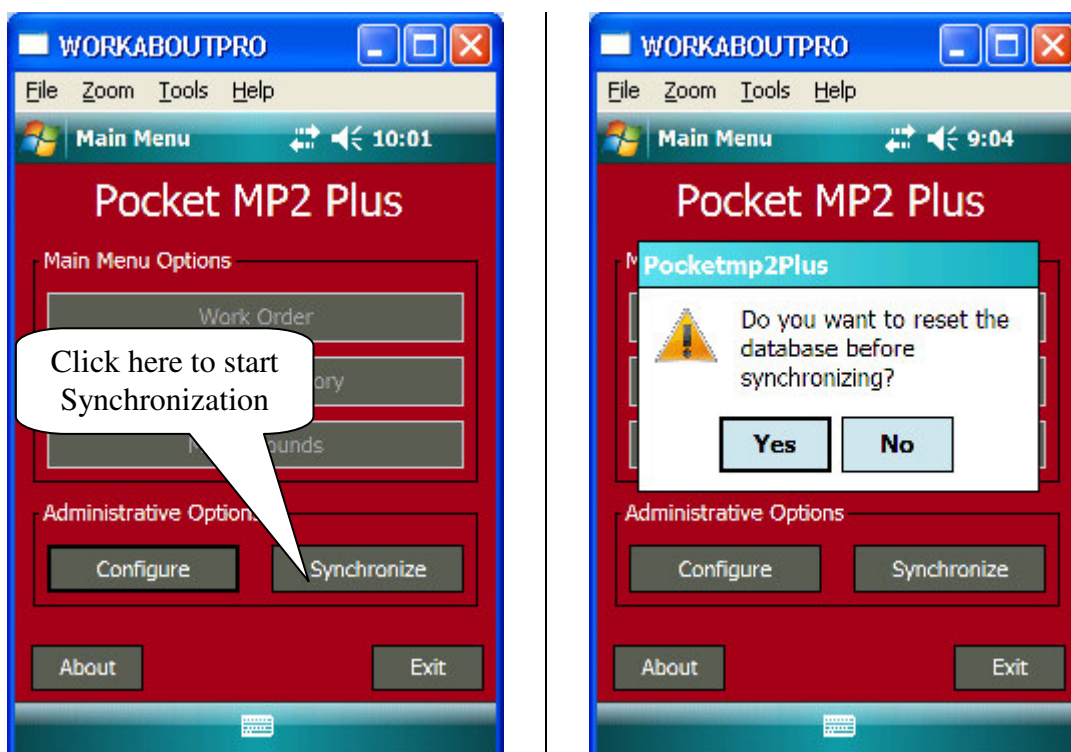 WORKABOUTPRO
File Zoom Tools Help
Main Menu 10:01
Pocket MP2 Plus
Main Menu Options
Work Order
Click here to start
Synchronization
ory
unds
Administrative Option
Configure Synchronize
About Exit
WORKABOUTPRO
File Zoom Tools Help
Main Menu 9:04
Pocket MP2 Plus
M
Pocketmp2Plus
Do you want to reset the
database before
synchronizing?
Yes No
Administrative Options
Configure Synchronize
About Exit